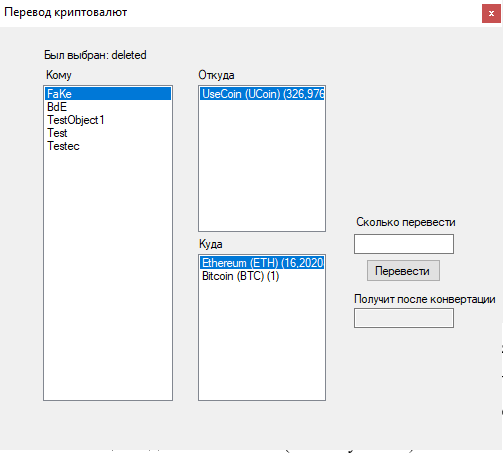 Перевод криптовалют
x
Был выбран: deleted
Кому
FaKe
BdE
TestObject1
Test
Testec
Откуда
UseCoin (UCoin) (326,976
Куда
Ethereum (ETH) (16,2020
Bitcoin (BTC) (1)
Сколько перевести
Перевести
Получит после конвертации